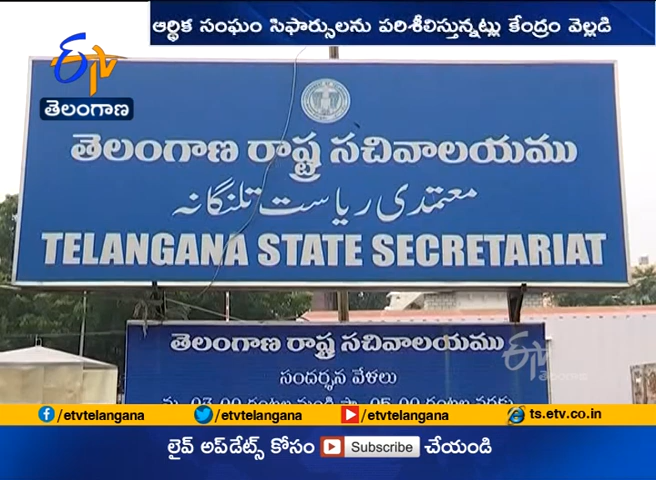 ఆర్థిక సంఘం సిఫార్సులను పరిశీలిస్తున్నట్లు కేంద్రం వెల్లడి
ETV
తెలంగాణ
తెలంగాణ రాష్ట్ర సచివాలయము
معتمدی ریاست تلنگانہ
TELANGANA STATE SECRETARIAT
తెలంగాణ రాష్ట్ర సచివాలయము
సందర్శన వేళలు
ETV
తెలంగాణ
/etvtelangana /etvtelangana /etvtelangana ts.etv.co.in
లైవ్ అప్‌డేట్స్ కోసం Subscribe చేయండి